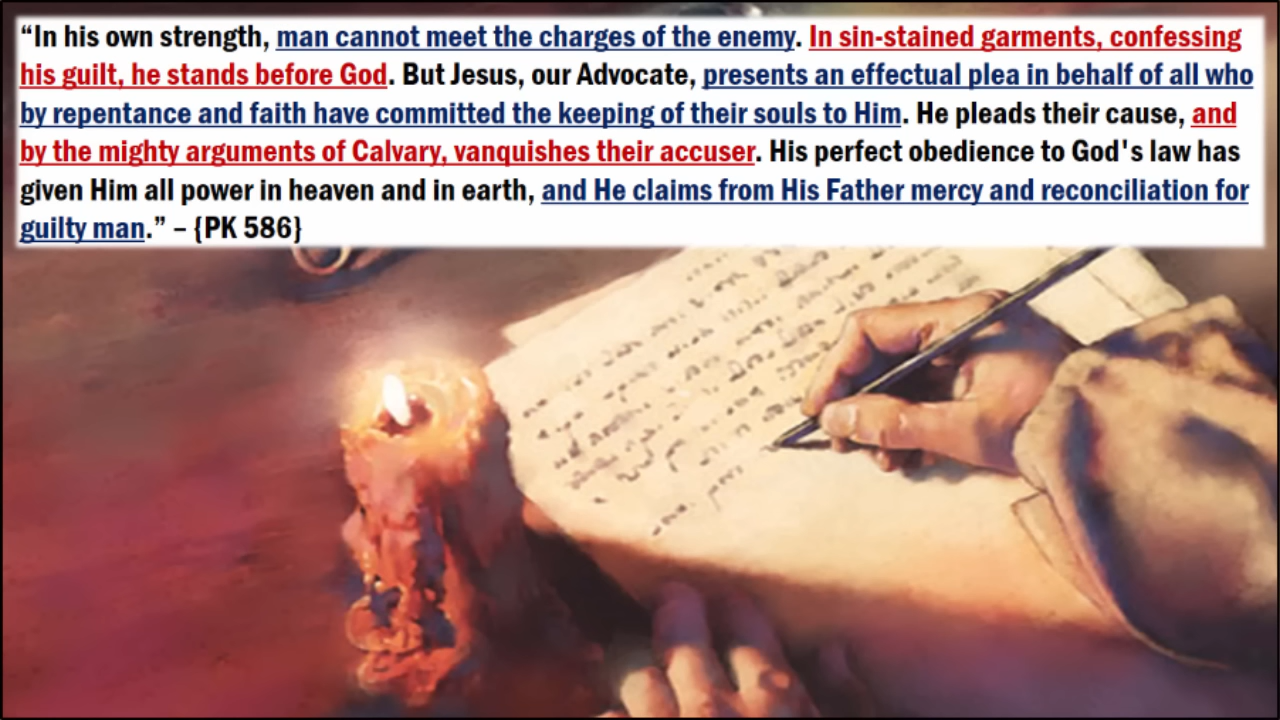 “In his own strength, man cannot meet the charges of the enemy. In sin-stained garments, confessing
his guilt, he stands before God. But Jesus, our Advocate, presents an effectual plea in behalf of all who
by repentance and faith have committed the keeping of their souls to Him. He pleads their cause, and
by the mighty arguments of Calvary, vanquishes their accuser. His perfect obedience to God's law has
given Him all power in heaven and in earth, and He claims from His Father mercy and reconciliation for
guilty man.” – {PK 586}